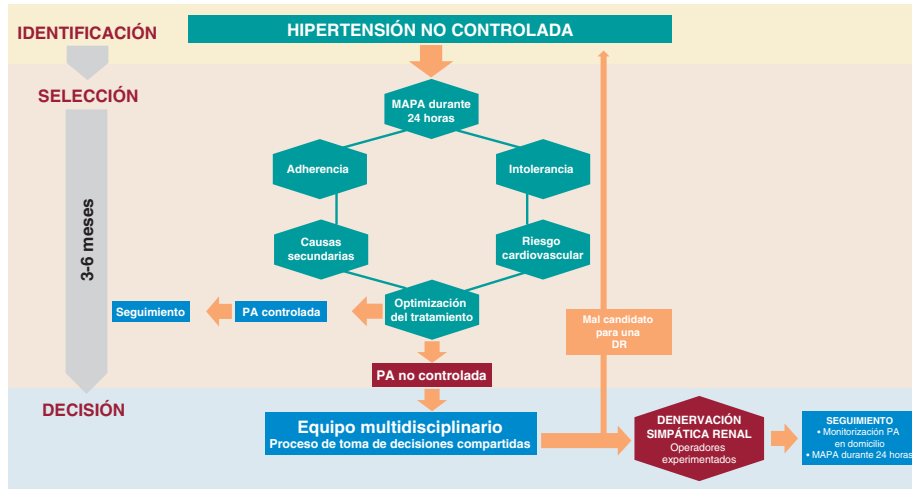 IDENTIFICACIÓN
HIPERTENSIÓN NO CONTROLADA
SELECCIÓN
MAPA durante
24 horas
Adherencia
Intolerancia
3-6 meses
Causas
secundarias
Riesgo
cardiovascular
Optimización
del tratamiento
Seguimiento
PA controlada
Mal candidato
para una
DR
PA no controlada
DECISIÓN
Equipo multidisciplinario
Proceso de toma de decisiones compartidas
DENERVACIÓN
SIMPÁTICA RENAL
Operadores
experimentados
SEGUIMIENTO
• Monitorización PA
en domicilio
• MAPA durante 24 horas